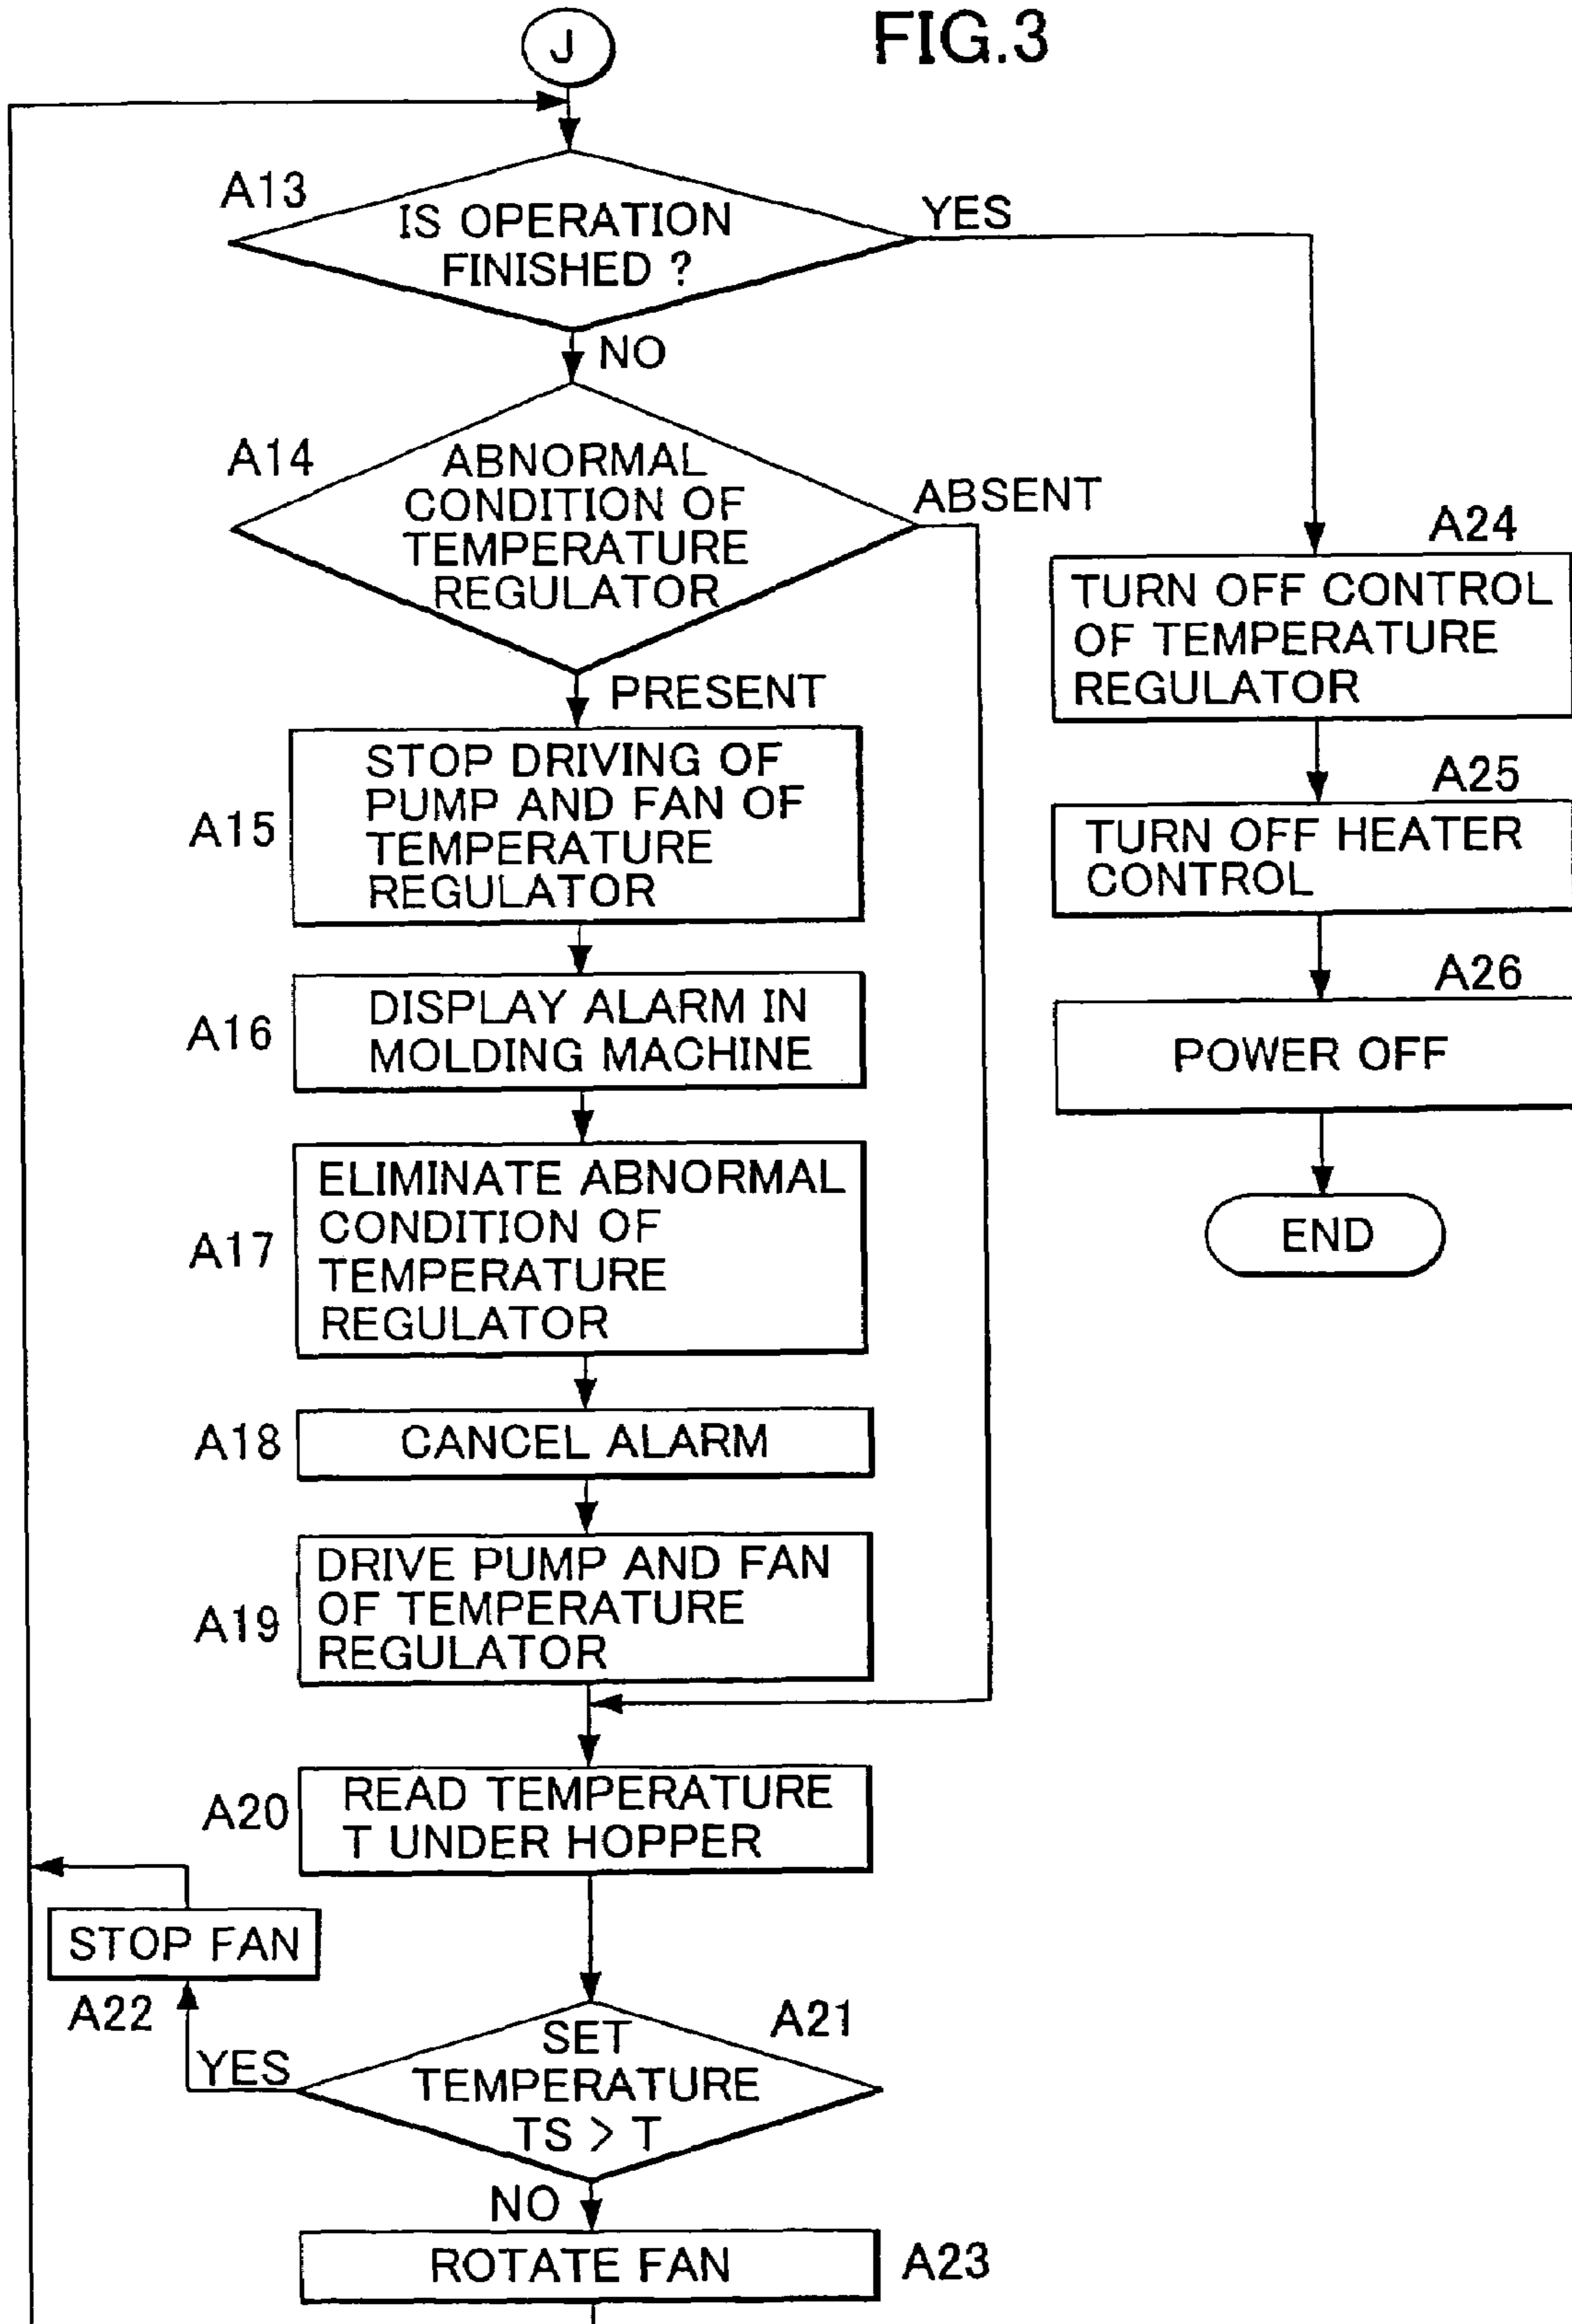 FIG.3
J
A13
IS OPERATION
FINISHED ?
YES
NO
A14
ABNORMAL
CONDITION OF
TEMPERATURE
REGULATOR
ABSENT
PRESENT
A15
STOP DRIVING OF
PUMP AND FAN OF
TEMPERATURE
REGULATOR
A16
DISPLAY ALARM IN
MOLDING MACHINE
A17
ELIMINATE ABNORMAL
CONDITION OF
TEMPERATURE
REGULATOR
A18
CANCEL ALARM
A19
DRIVE PUMP AND FAN
OF TEMPERATURE
REGULATOR
A20
READ TEMPERATURE
T UNDER HOPPER
A21
SET
TEMPERATURE
TS > T
YES
STOP FAN
A22
NO
ROTATE FAN
A23
A24
TURN OFF CONTROL
OF TEMPERATURE
REGULATOR
A25
TURN OFF HEATER
CONTROL
A26
POWER OFF
END